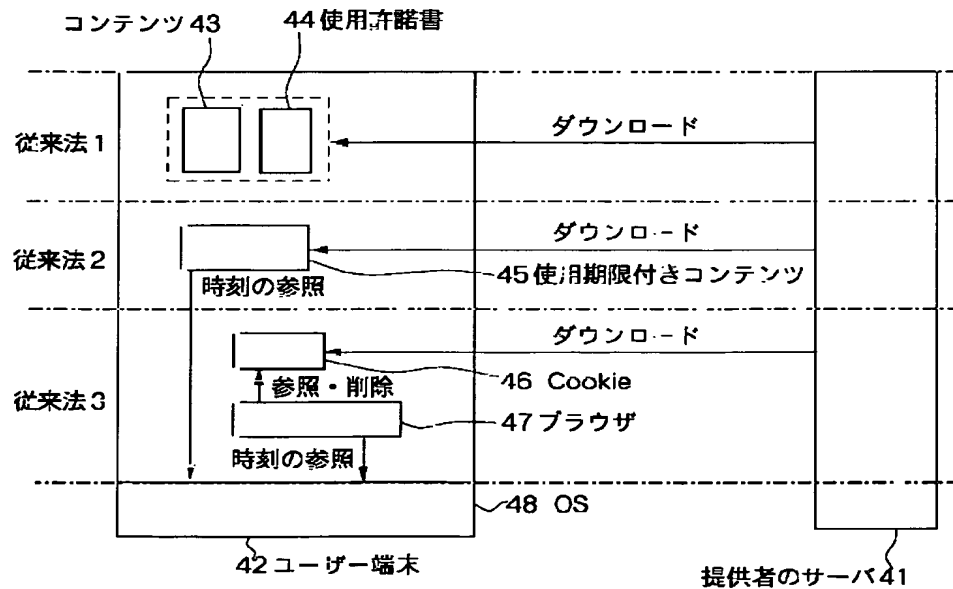 コンテンツ43
44使用許諾書
従来法1
ダウンロード
従来法2
ダウンロード
45使用期限付きコンテンツ
時刻の参照
従来法3
ダウンロード
46 Cookie
参照・削除
47ブラウザ
時刻の参照
48 OS
42ユーザー端末
提供者のサーバ41